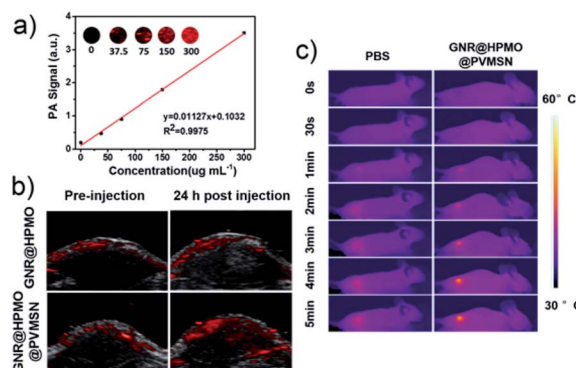 a)
PA Signal (a.u.)
4
3
2
1
0
0 37.5 75 150 300
y=0.01127x+0.1032
R²=0.9975
0 50 100 150 200 250 300
Concentration(ug mL⁻¹)
b)
Pre-injection 24 h post injection
GNR@HPMO
GNR@HPMO
@PVMSN
c)
PBS
GNR@HPMO
@PVMSN
0s
30s
1min
2min
3min
4min
5min
60° C
30° C